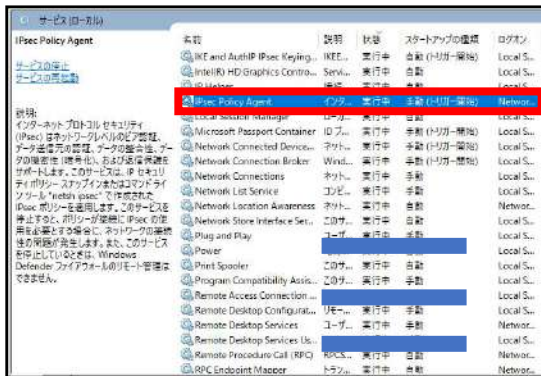 サービス (ローカル)
IPsec Policy Agent
サービスの停止
サービスの再起動
説明:
インターネット プロトコル セキュリティ
(IPsec) はネットワークレベルのピア認証、
データ送信元の認証、データの整合性、デー
タの機密性 (暗号化)、および返信保護を
サポートします。このサービスは、IP セキュリ
ティ ポリシー スナップインまたはコマンドライ
ン ツール "netsh ipsec" で作成された
IPsec ポリシーを適用します。このサービスを
停止すると、ポリシーが接続に IPsec の使
用を必要とする場合に、ネットワークの接続
性の問題が発生します。また、このサービス
を停止しているときは、Windows
Defender ファイアウォールのリモート管理は
できません。
名前 説明 状態 スタートアップの種類 ログオン
IKE and AuthIP IPsec Keying... IKEE... 実行中 自動 (トリガー開始) Local S...
Intel(R) HD Graphics Contro... Servi... 実行中 自動 Local S...
IP Helper 実行中 自動 Local S...
IPsec Policy Agent インタ... 実行中 手動 (トリガー開始) Networ...
Local Session Manager ローカ... 実行中 自動 Local S...
Microsoft Passport Container ID プ... 実行中 手動 (トリガー開始) Local S...
Network Connected Device... ネット... 実行中 手動 (トリガー開始) Local S...
Network Connection Broker Wind... 実行中 手動 (トリガー開始) Local S...
Network Connections ネット... 実行中 手動 Local S...
Network List Service コンピ... 実行中 手動 Local S...
Network Location Awareness ネット... 実行中 自動 Networ...
Network Store Interface Ser... このサ... 実行中 自動 Local S...
Plug and Play ユーザ... 実行中 手動 Local S...
Power Local S...
Print Spooler このサ... 実行中 自動 Local S...
Program Compatibility Assis... このサ... 実行中 手動 Local S...
Remote Access Connection ... Local S...
Remote Desktop Configurat... リモー... 実行中 手動 Local S...
Remote Desktop Services ユーザ... 実行中 手動 Networ...
Remote Desktop Services Us... Local S...
Remote Procedure Call (RPC) RPCS... 実行中 自動 Networ...
RPC Endpoint Mapper トラン... 実行中 自動 Networ...